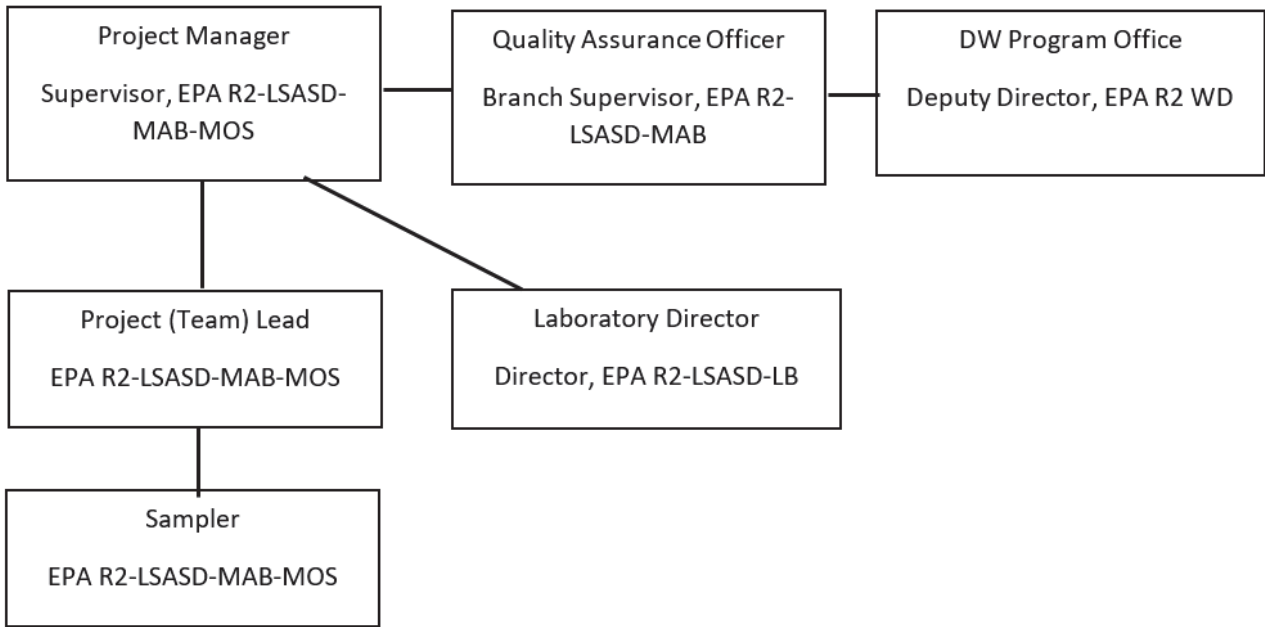 Project Manager
Supervisor, EPA R2-LSASD-
MAB-MOS
Quality Assurance Officer
Branch Supervisor, EPA R2-
LSASD-MAB
DW Program Office
Deputy Director, EPA R2 WD
Project (Team) Lead
EPA R2-LSASD-MAB-MOS
Laboratory Director
Director, EPA R2-LSASD-LB
Sampler
EPA R2-LSASD-MAB-MOS